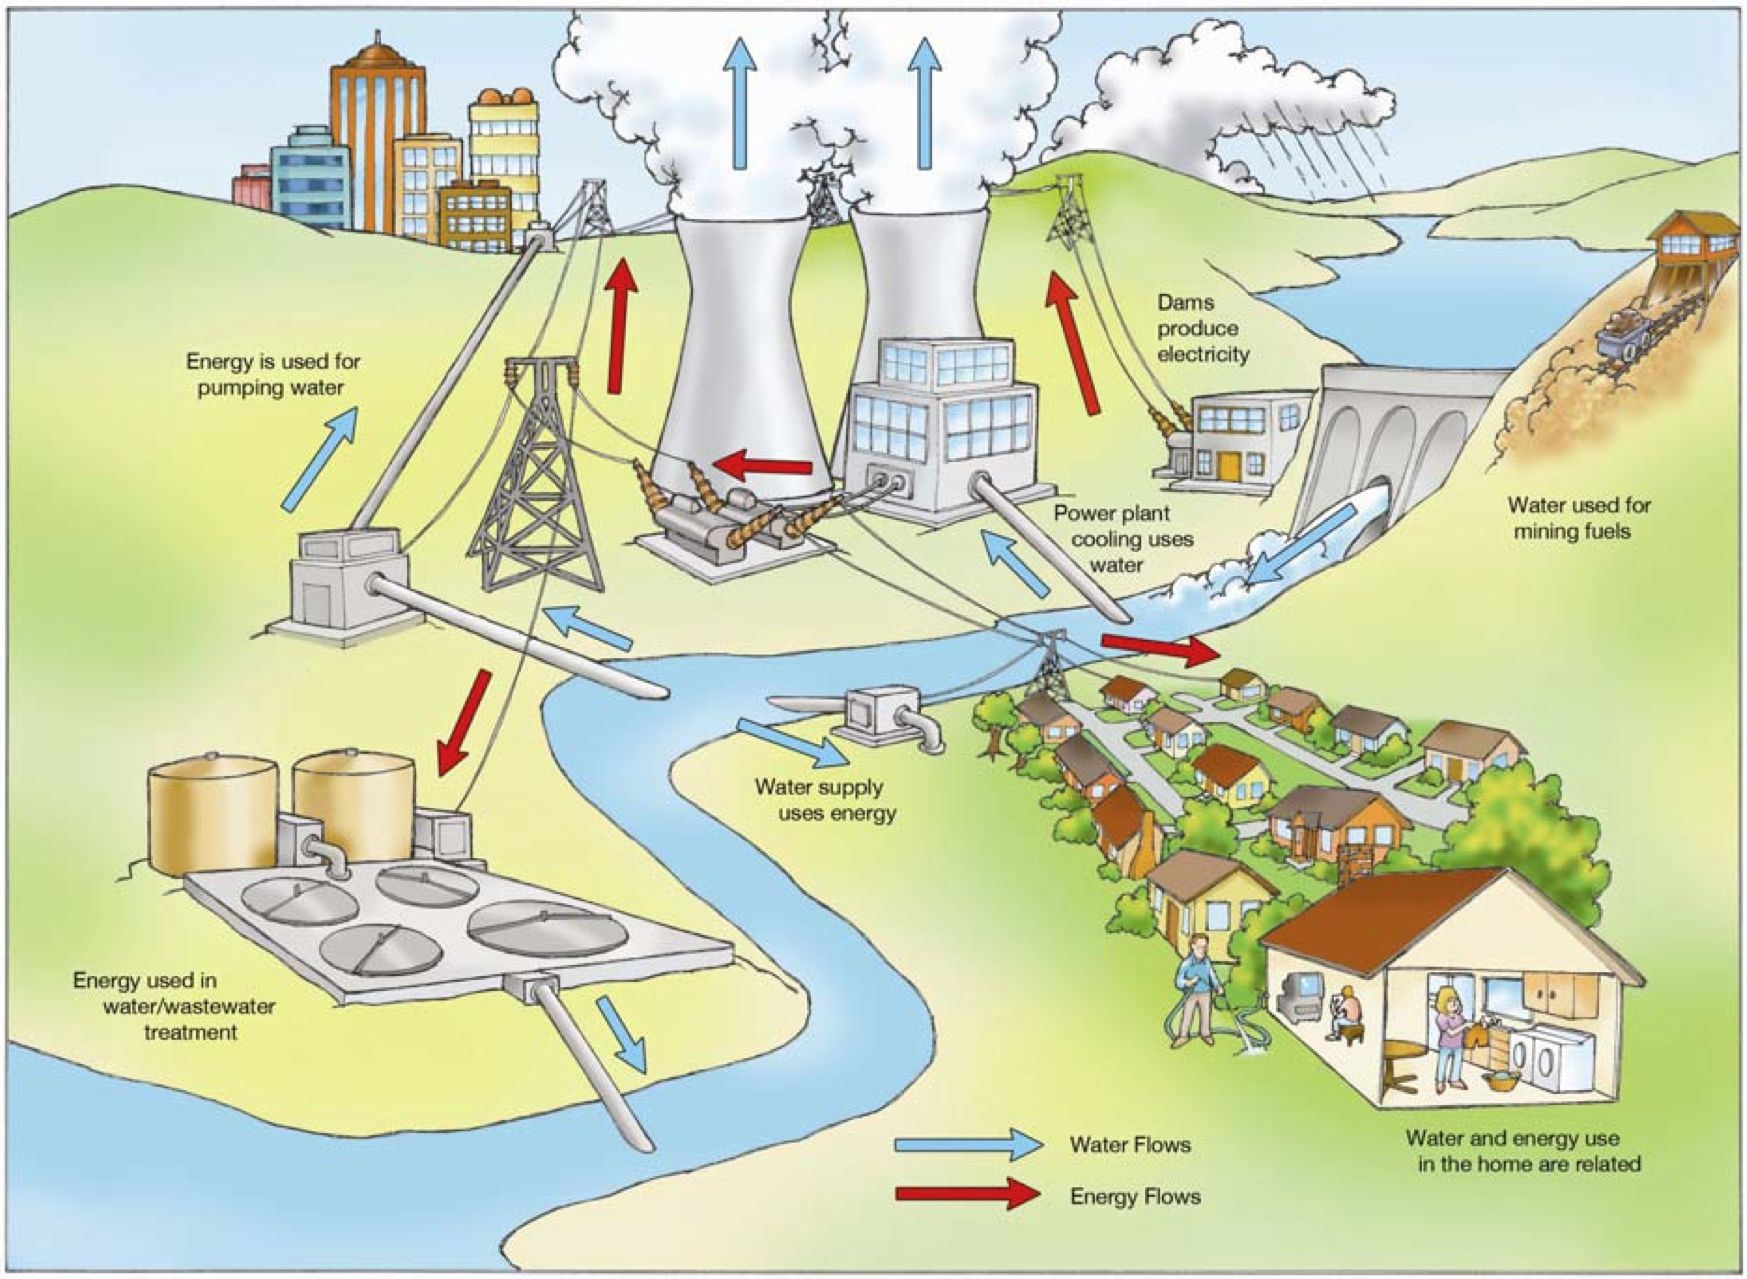 Dams
produce
electricity
Energy is used for
pumping water
Power plant
cooling uses
water
Water used for
mining fuels
Water supply
uses energy
Energy used in
water/wastewater
treatment
Water Flows
Energy Flows
Water and energy use
in the home are related